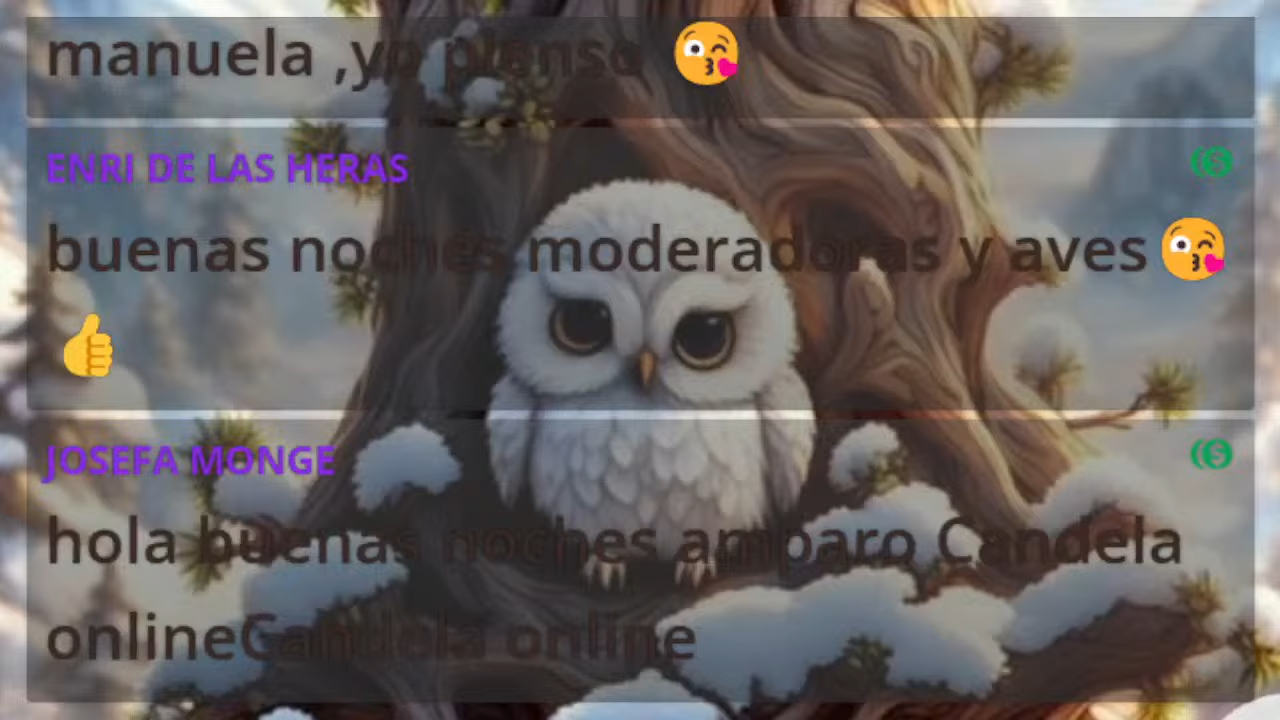 manuela ,yo pienso 😘
ENRI DE LAS HERAS
buenas noches moderadoras y aves 😘
👍
JOSEFA MONGE
hola buenas noches amparo Candela
onlineCandela online